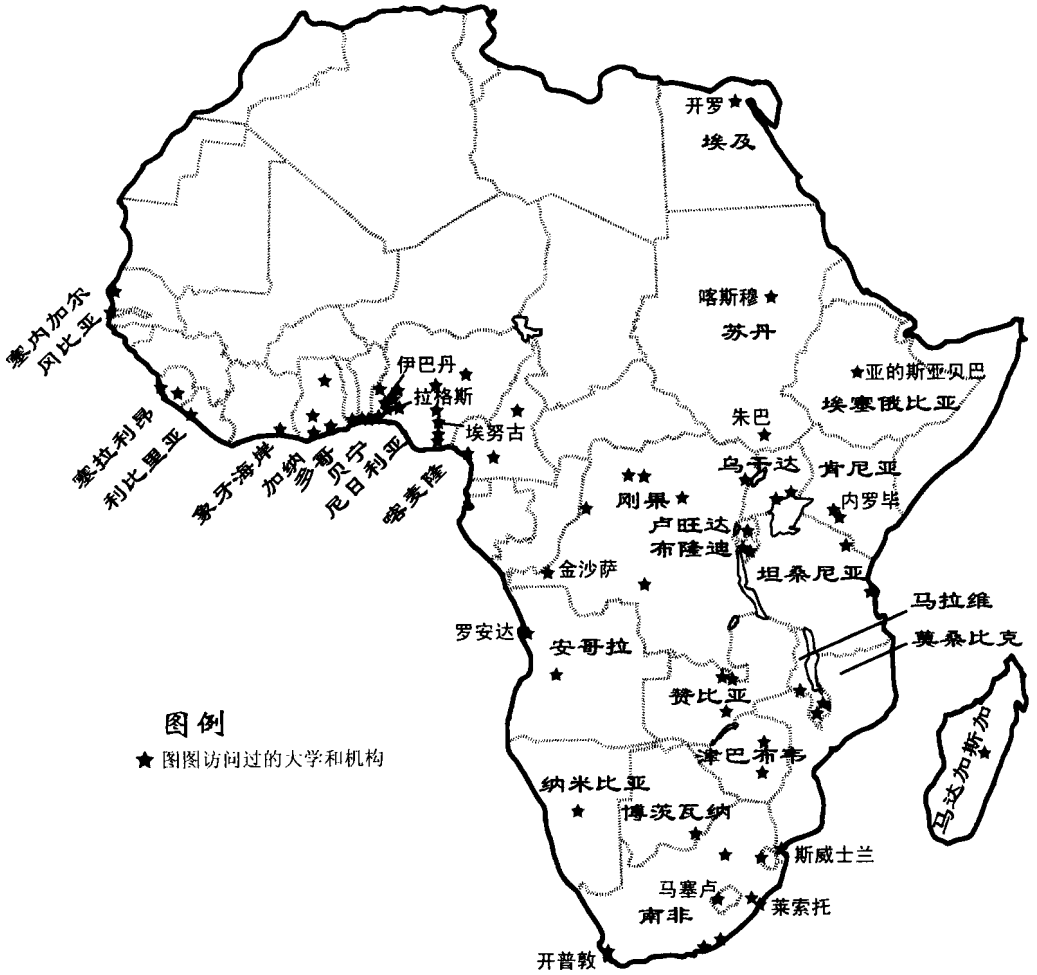 开罗
埃及
喀斯穆
苏丹
塞内加尔
冈比亚
伊巴丹
拉格斯
埃努古
亚的斯亚贝巴
埃塞俄比亚
朱巴
塞拉利昂
利比里亚
象牙海岸
加纳
多哥
贝宁
尼日利亚
喀麦隆
乌干达
肯尼亚
刚果
内罗毕
卢旺达
布隆迪
金沙萨
坦桑尼亚
马拉维
罗安达
安哥拉
莫桑比克
赞比亚
图例
图图访问过的大学和机构
津巴布韦
马达加斯加
纳米比亚
博茨瓦纳
斯威士兰
马塞卢
莱索托
南非
开普敦